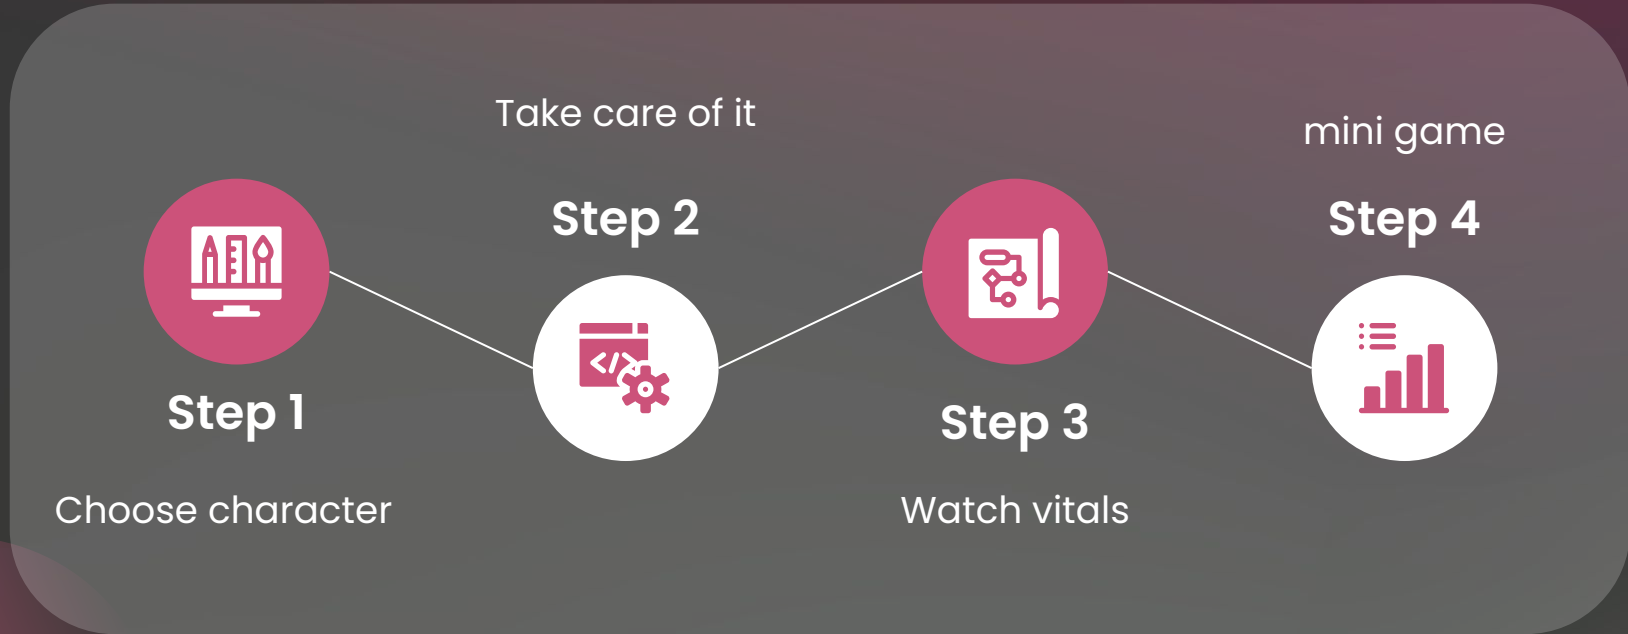 Step 1
Choose character
Take care of it
Step 2
</>
Step 3
Watch vitals
mini game
Step 4